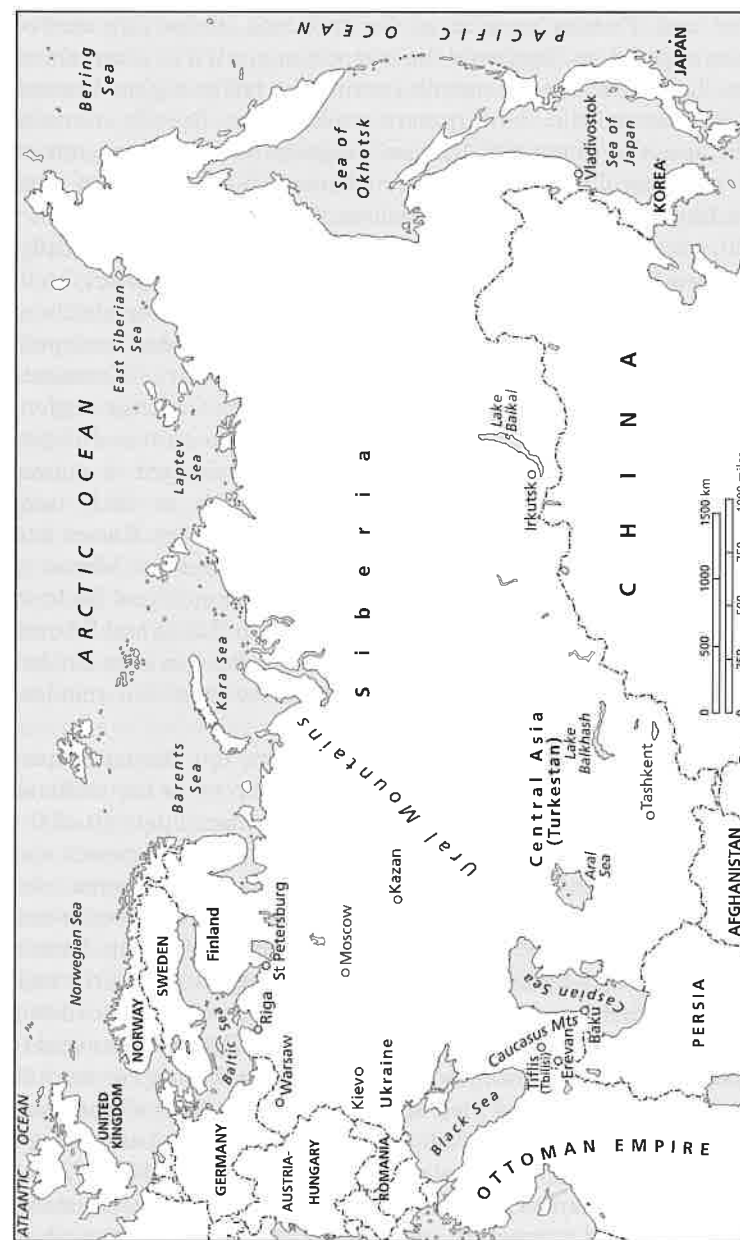 ATLANTIC OCEAN
Norwegian Sea
ARCTIC OCEAN
Bering
Sea
UNITED
KINGDOM
NORWAY
SWEDEN
Finland
Barents
Sea
Kara Sea
Laptev
Sea
East Siberian
Sea
Baltic Sea
GERMANY
Riga
St Petersburg
Warsaw
AUSTRIA-
HUNGARY
ROMANIA
Kievo
Ukraine
Moscow
Kazan
Ural Mountains
Siberia
Sea of
Okhotsk
PACIFIC OCEAN
Black Sea
OTTOMAN EMPIRE
Caucasus Mts
Tiflis
(Tbilisi)
Erevan
Baku
Caspian Sea
PERSIA
Aral
Sea
Central Asia
(Turkestan)
Lake
Balkhash
Tashkent
AFGHANISTAN
Irkutsk
Lake
Baikal
CHINA
Vladivostok
Sea of
Japan
KOREA
JAPAN
0 500 1000 1500 km